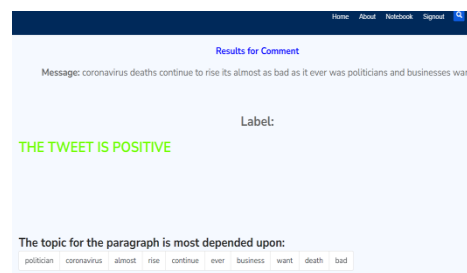 Home About Notebook Signout
Results for Comment
Message: coronavirus deaths continue to rise its almost as bad as it ever was politicians and businesses
Label:
THE TWEET IS POSITIVE
The topic for the paragraph is most depended upon:
politician coronavirus almost rise continue ever business want death bad